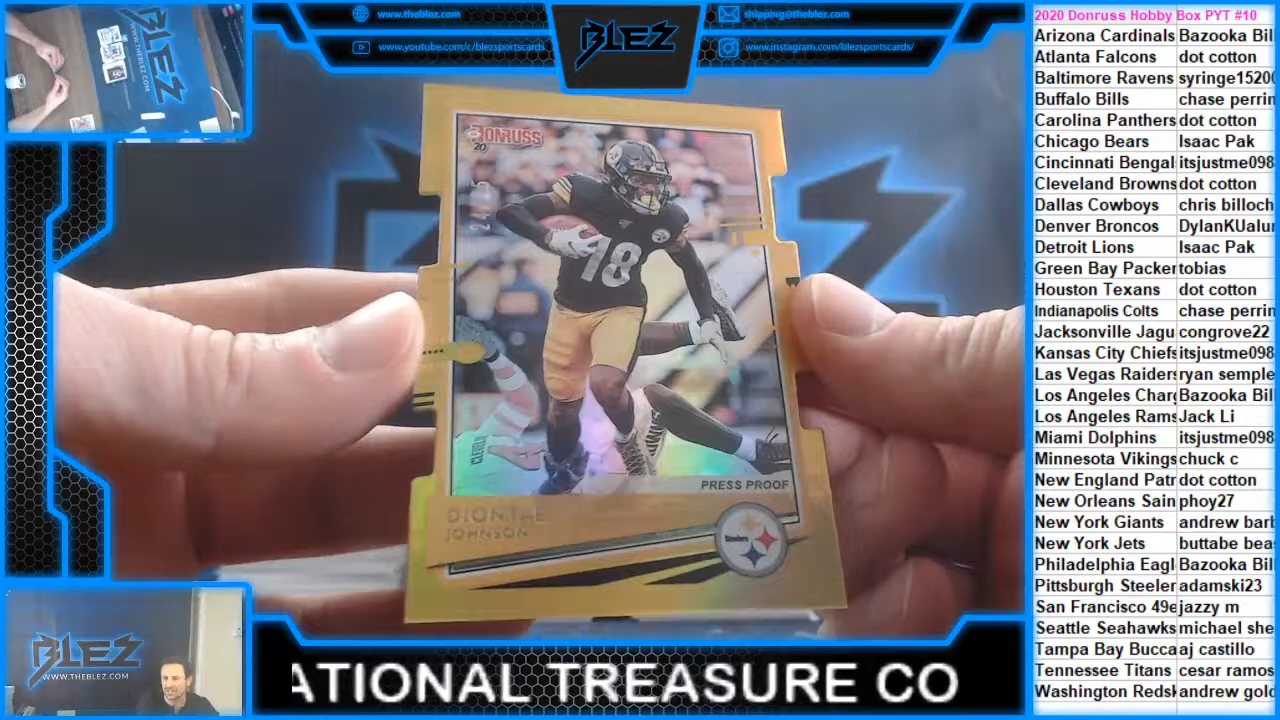 www.theblez.com
www.youtube.com/c/blezsportscards/
BLEZ
shipping@theblez.com
www.instagram.com/blezsportscards/
BLEZ
WWW.THEBLEZ.COM
DONRUSS
20
18
PRESS PROOF
DIONTAE
JOHNSON
BLEZ
WWW.THEBLEZ.COM
ATIONAL TREASURE CO
2020 Donruss Hobby Box PYT #10
Arizona Cardinals Bazooka Bil
Atlanta Falcons dot cotton
Baltimore Ravens syringe15200
Buffalo Bills chase perrin
Carolina Panthers dot cotton
Chicago Bears Isaac Pak
Cincinnati Bengal itsjustme098
Cleveland Browns dot cotton
Dallas Cowboys chris billoch
Denver Broncos DylanKUalu
Detroit Lions Isaac Pak
Green Bay Packer tobias
Houston Texans dot cotton
Indianapolis Colts chase perrin
Jacksonville Jagu congrove22
Kansas City Chiefs itsjustme098
Las Vegas Raiders ryan semple
Los Angeles Charg Bazooka Bil
Los Angeles Rams Jack Li
Miami Dolphins itsjustme098
Minnesota Vikings chuck c
New England Patr dot cotton
New Orleans Sain phoy27
New York Giants andrew barb
New York Jets buttabe bea
Philadelphia Eagl Bazooka Bil
Pittsburgh Steeler adamski23
San Francisco 49e jazzy m
Seattle Seahawks michael she
Tampa Bay Bucca aj castillo
Tennessee Titans cesar ramos
Washington Redsk andrew gold